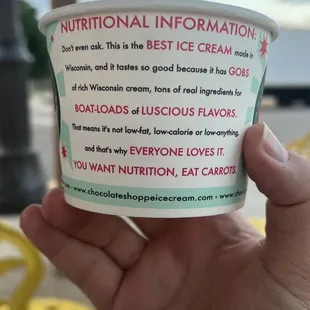 NUTRITIONAL INFORMATION:
Don't even ask. This is the BEST ICE CREAM made in
Wisconsin, and it tastes so good because it has GOBS
of rich Wisconsin cream, tons of real ingredients for
BOAT-LOADS of LUSCIOUS FLAVORS.
That means it's not low-fat, low-calorie or low-anything,
and that's why EVERYONE LOVES IT.
YOU WANT NUTRITION, EAT CARROTS.
www.chocolateshoppeicecream.com